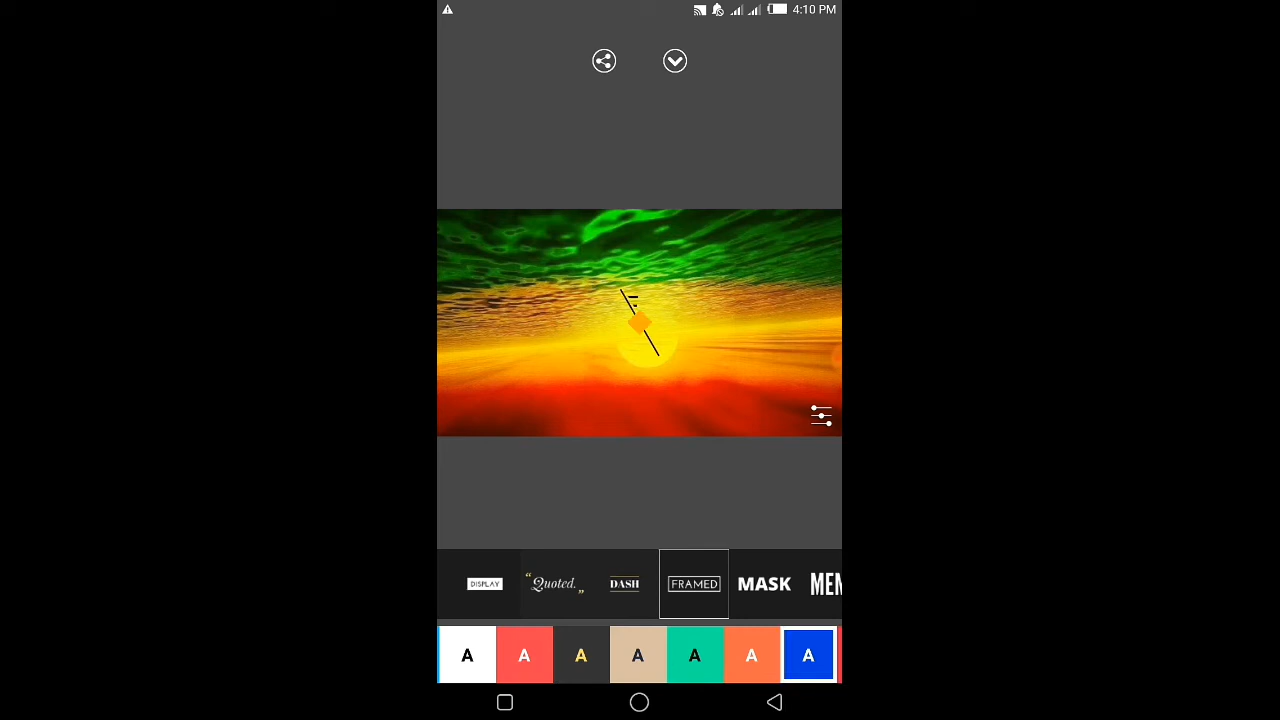 4:10 PM
DISPLAY
“Quoted.„
DASH
FRAMED
MASK
MEM
A A A A A A A